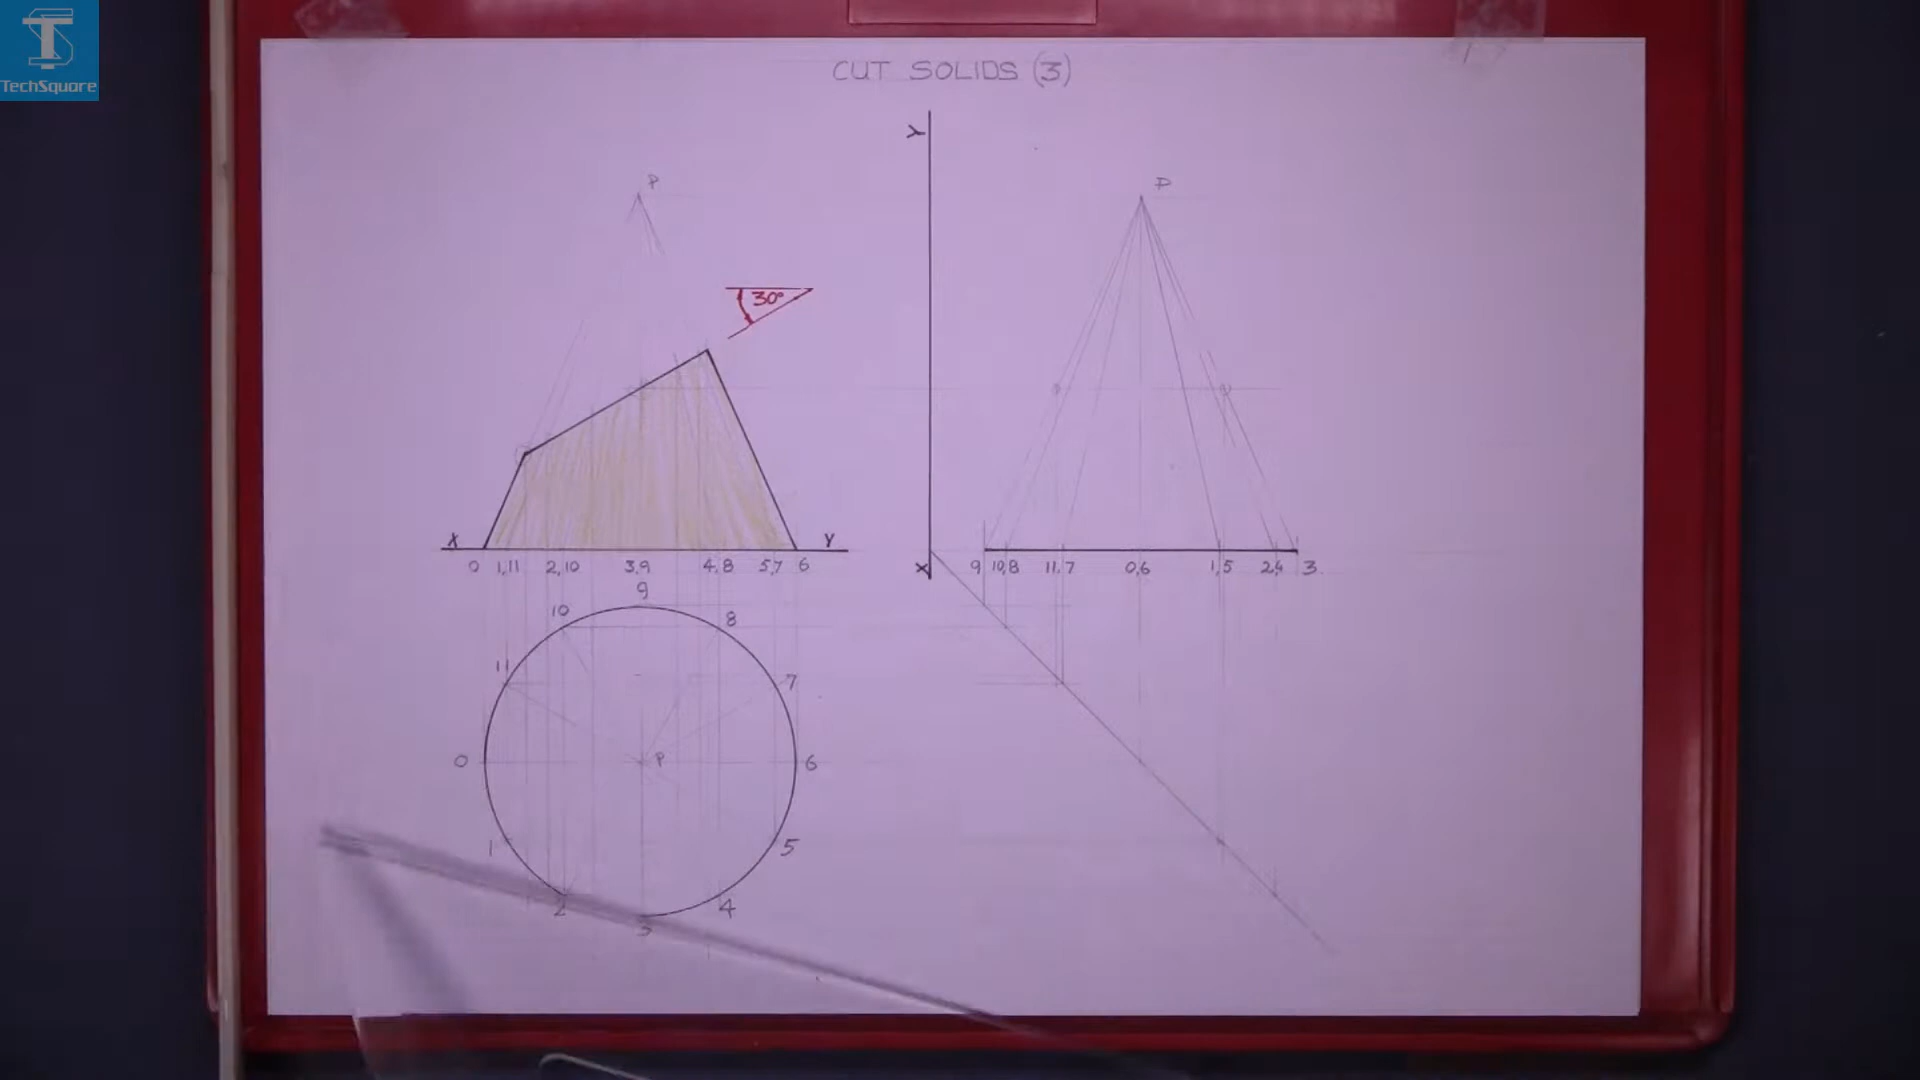 TechSquare
CUT SOLIDS (3)
Y
P
P
30°
X
Y
0 1,11 2,10 3,9 4,8 5,7 6
X
9 10,8 11,7 0,6 1,5 2,4 3
9
10
8
11
7
0
P
6
1
5
2
4
3